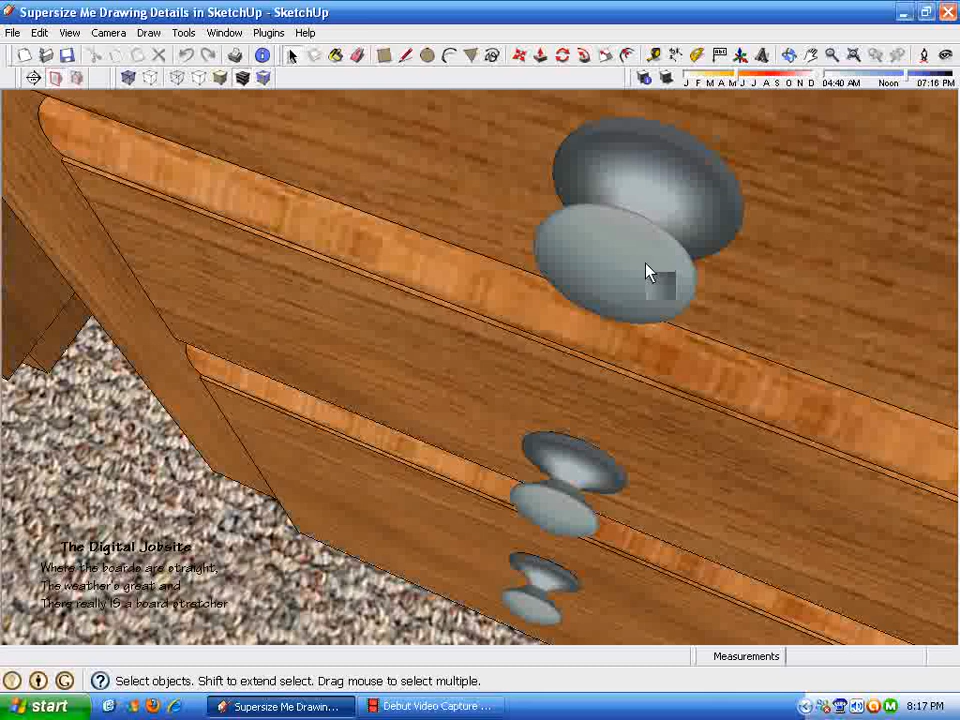 Supersize Me Drawing Details in SketchUp - SketchUp
File Edit View Camera Draw Tools Window Plugins Help
J F M A M J J A S O N D 04:40 AM Noon 07:16 PM
The Digital Jobsite
Where the boards are straight,
The weather's great and
There really IS a board stretcher
Measurements
Select objects. Shift to extend select. Drag mouse to select multiple.
start Supersize Me Drawin... Debut Video Capture ... 8:17 PM